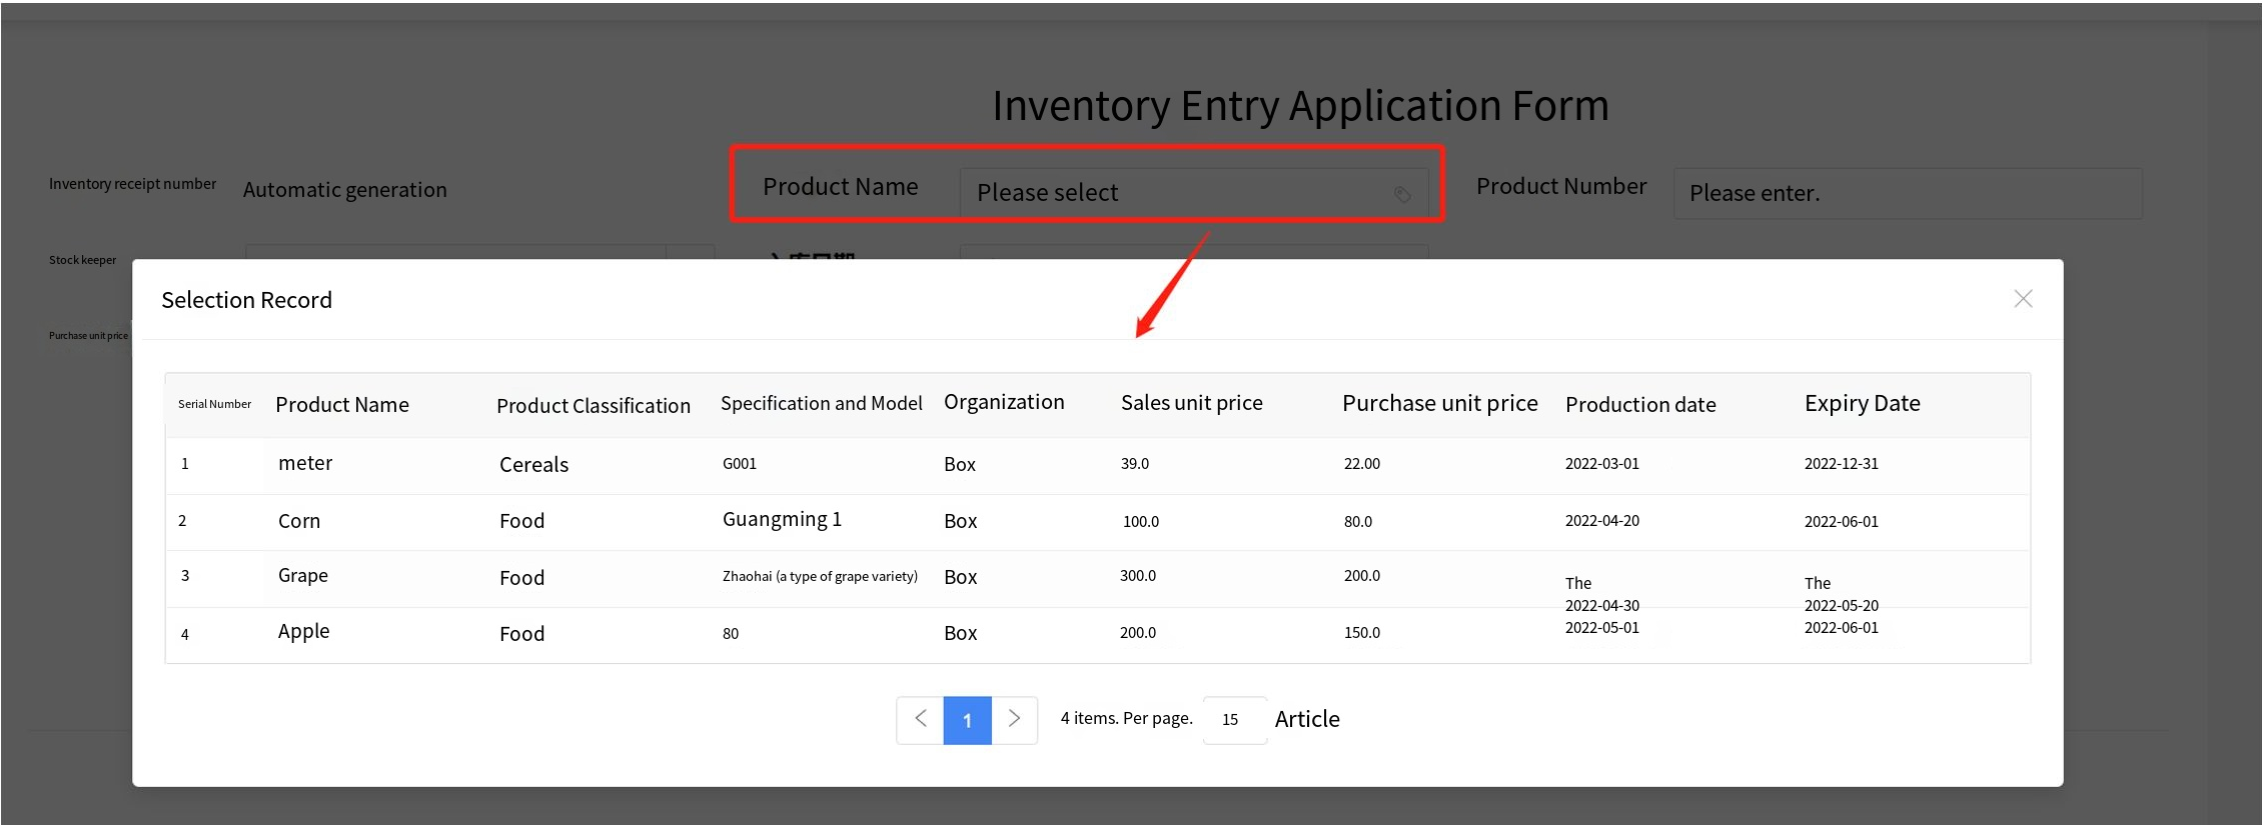 Inventory Entry Application Form
Inventory receipt number Automatic generation Product Name Please select Product Number Please enter.
Stock keeper
Purchase unit price
Selection Record
Serial Number Product Name Product Classification Specification and Model Organization Sales unit price Purchase unit price Production date Expiry Date
1 meter Cereals G001 Box 39.0 22.00 2022-03-01 2022-12-31
2 Corn Food Guangming 1 Box 100.0 80.0 2022-04-20 2022-06-01
3 Grape Food Zhaohai (a type of grape variety) Box 300.0 200.0 The The
2022-04-30 2022-05-20
4 Apple Food 80 Box 200.0 150.0 2022-05-01 2022-06-01
1 4 items. Per page. 15 Article